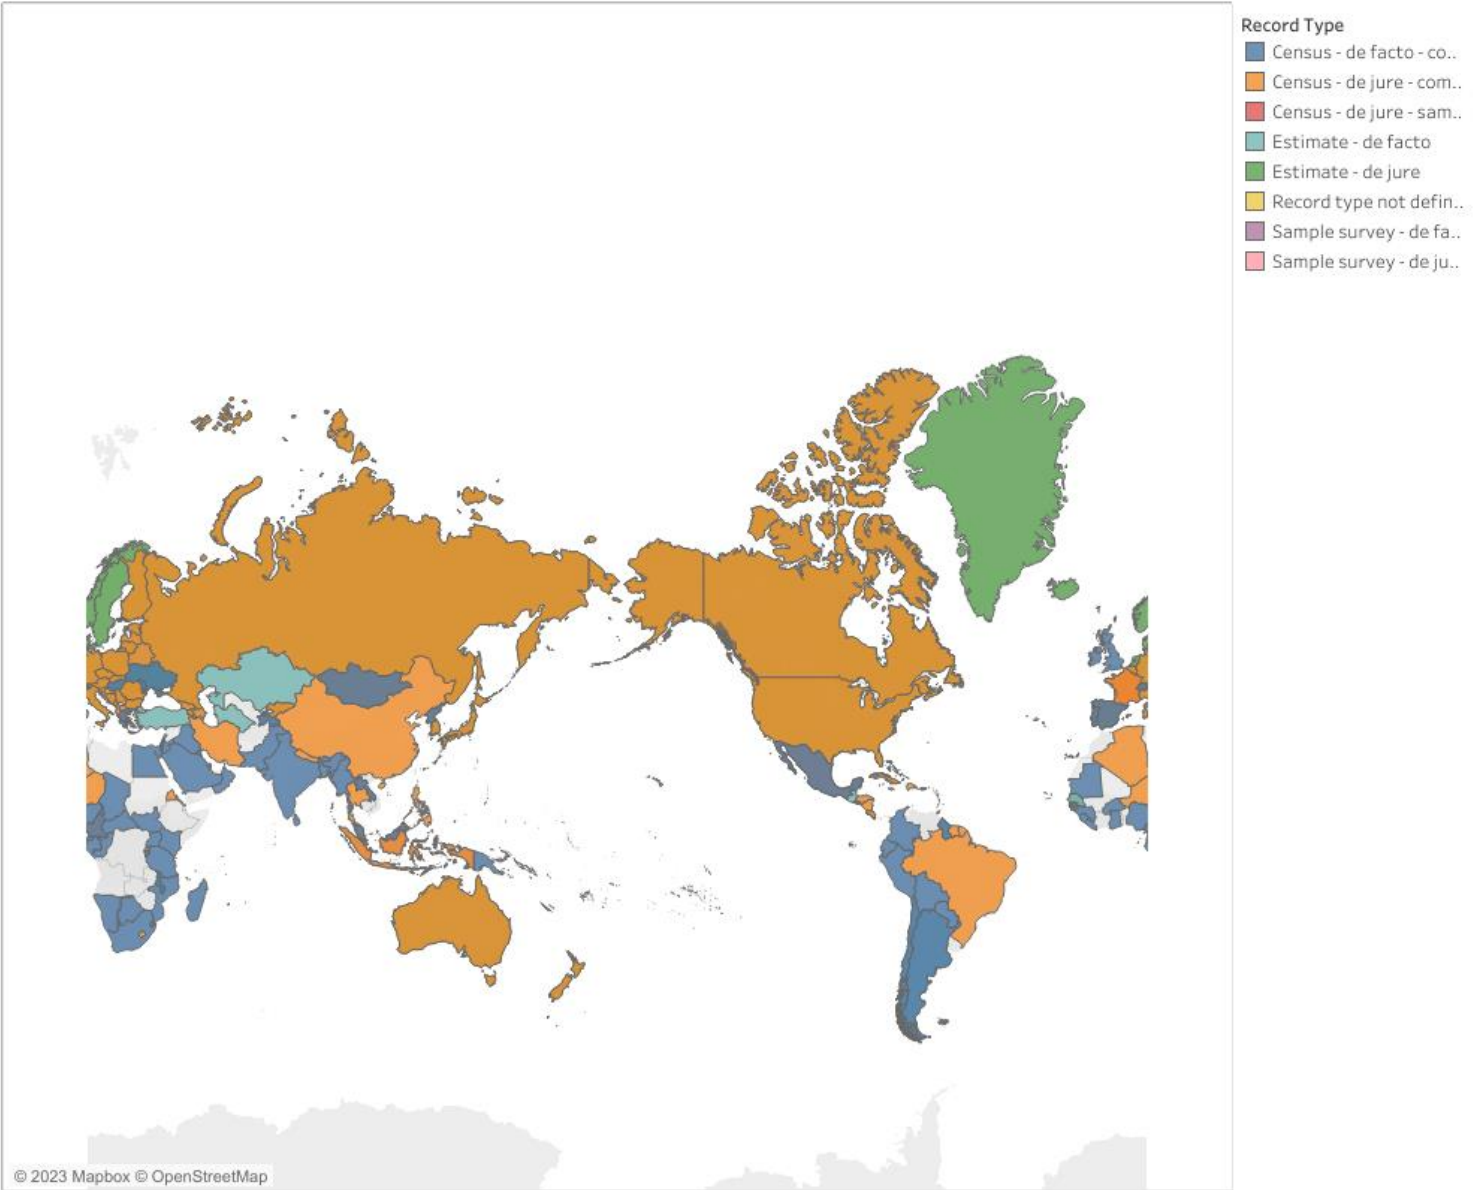 Record Type
Census - de facto - co..
Census - de jure - com..
Census - de jure - sam..
Estimate - de facto
Estimate - de jure
Record type not defin..
Sample survey - de fa..
Sample survey - de ju..
© 2023 Mapbox © OpenStreetMap